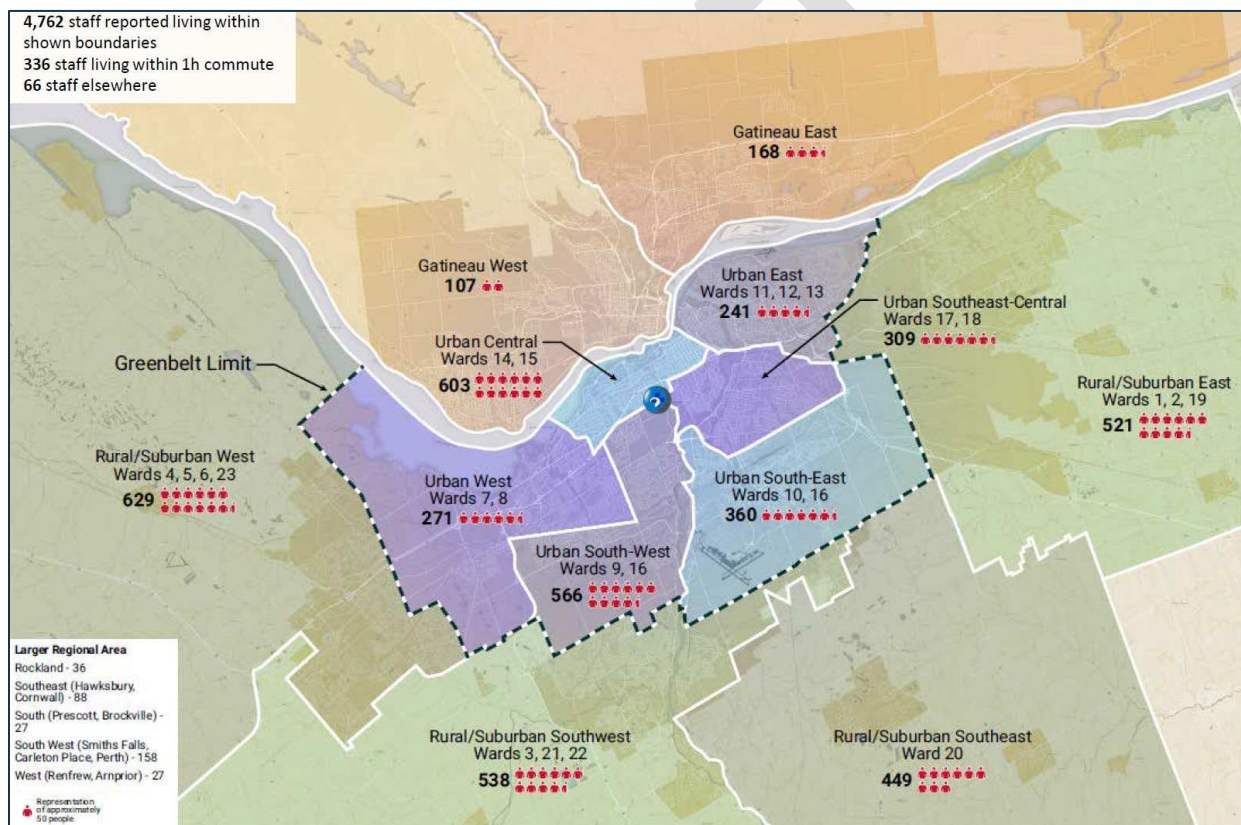 4,762 staff reported living within
shown boundaries
336 staff living within 1h commute
66 staff elsewhere
Gatineau East
168
Gatineau West
107
Urban East
Wards 11, 12, 13
241
Urban Southeast-Central
Wards 17, 18
309
Urban Central
Wards 14, 15
603
Greenbelt Limit
Rural/Suburban East
Wards 1, 2, 19
521
Rural/Suburban West
Wards 4, 5, 6, 23
629
Urban West
Wards 7, 8
271
Urban South-East
Wards 10, 16
360
Urban South-West
Wards 9, 16
566
Larger Regional Area
Rockland - 36
Southeast (Hawksbury,
Cornwall) - 88
South (Prescott, Brockville) -
27
South West (Smiths Falls,
Carleton Place, Perth) - 158
West (Renfrew, Arnprior) - 27
Representation
of approximately
50 people
Rural/Suburban Southwest
Wards 3, 21, 22
538
Rural/Suburban Southeast
Ward 20
449